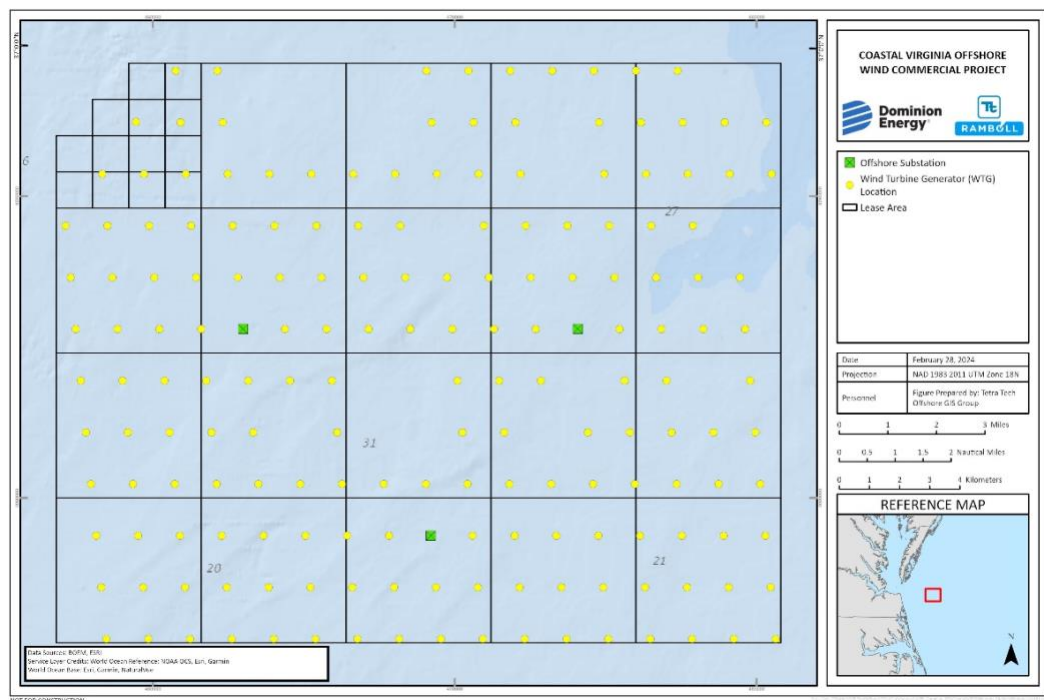 COASTAL VIRGINIA OFFSHORE
WIND COMMERCIAL PROJECT
Dominion
Energy
Tt
RAMBOLL
Offshore Substation
Wind Turbine Generator (WTG)
Location
Lease Area
6
27
31
20
21
Date February 28, 2024
Projection NAD 1983 2011 UTM Zone 18N
Personnel Figure Prepared by: Tetra Tech
Offshore GIS Group
0 1 2 3 Miles
0 0.5 1 1.5 2 Nautical Miles
0 1 2 3 4 Kilometers
REFERENCE MAP
N
Data Sources: BOEM, ESRI
Service Layer Credits: World Ocean Reference: NOAA OCS, Esri, Garmin
World Ocean Base: Esri, Garmin, NaturalVue
NOT FOR CONSTRUCTION